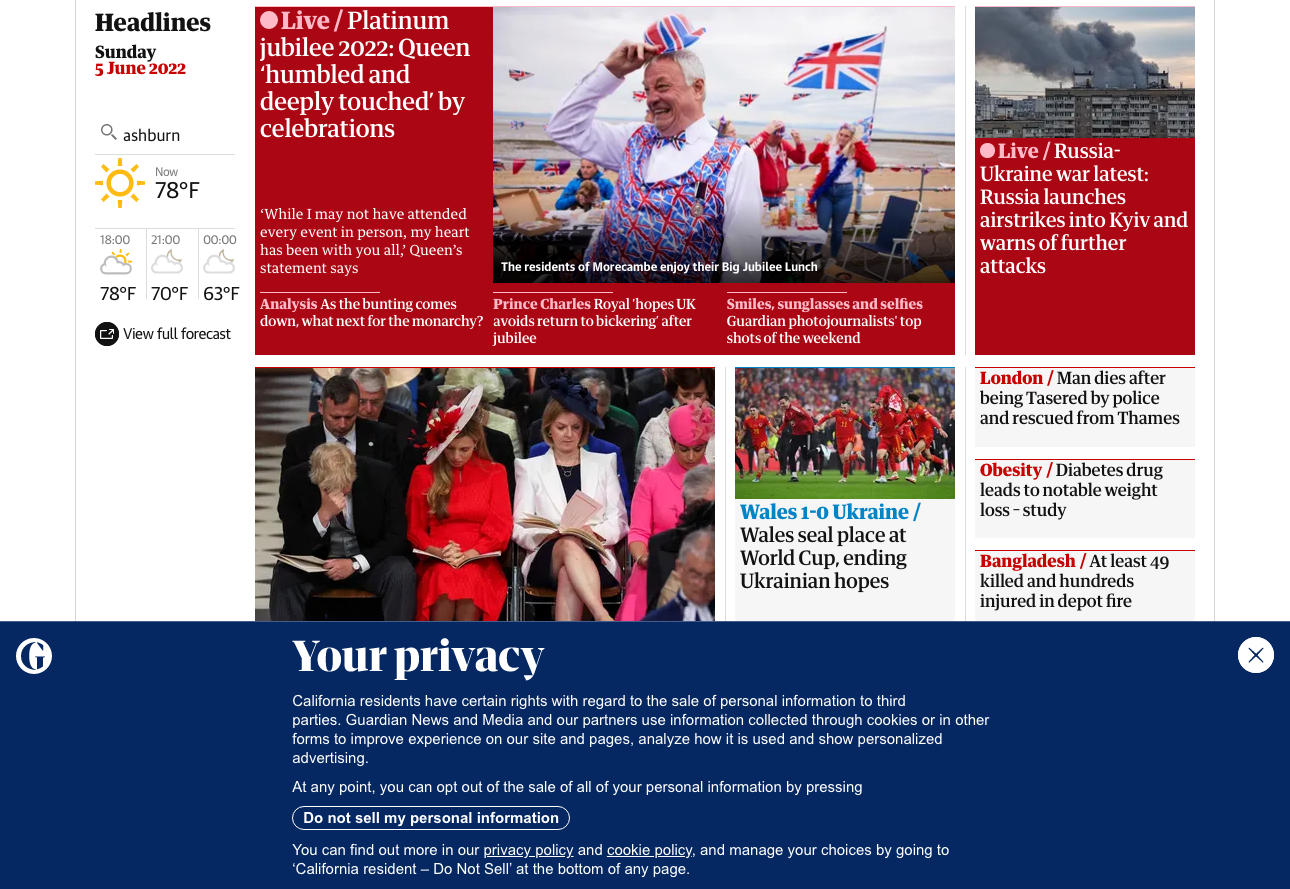 Headlines
Sunday
5 June 2022
ashburn
Now
78°F
18:00
21:00
00:00
78°F
70°F
63°F
View full forecast
Live / Platinum
jubilee 2022: Queen
‘humbled and
deeply touched’ by
celebrations
‘While I may not have attended
every event in person, my heart
has been with you all,’ Queen’s
statement says
The residents of Morecambe enjoy their Big Jubilee Lunch
Analysis As the bunting comes
down, what next for the monarchy?
Prince Charles Royal ‘hopes UK
avoids return to bickering’ after
jubilee
Smiles, sunglasses and selfies
Guardian photojournalists’ top
shots of the weekend
Live / Russia-
Ukraine war latest:
Russia launches
airstrikes into Kyiv and
warns of further
attacks
Wales 1-0 Ukraine /
Wales seal place at
World Cup, ending
Ukrainian hopes
London / Man dies after
being Tasered by police
and rescued from Thames
Obesity / Diabetes drug
leads to notable weight
loss – study
Bangladesh / At least 49
killed and hundreds
injured in depot fire
G
Your privacy
California residents have certain rights with regard to the sale of personal information to third
parties. Guardian News and Media and our partners use information collected through cookies or in other
forms to improve experience on our site and pages, analyze how it is used and show personalized
advertising.
At any point, you can opt out of the sale of all of your personal information by pressing
Do not sell my personal information
You can find out more in our privacy policy and cookie policy, and manage your choices by going to
‘California resident – Do Not Sell’ at the bottom of any page.